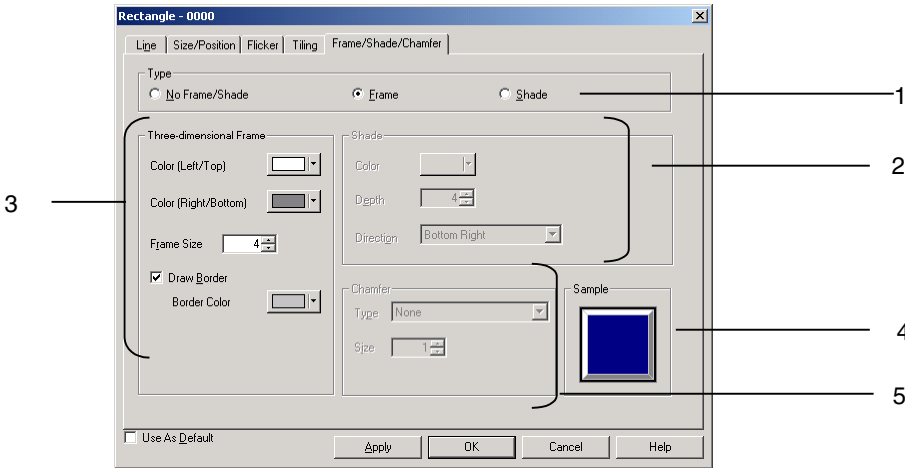 Rectangle - 0000
Line Size/Position Flicker Tiling Frame/Shade/Chamfer
Type
No Frame/Shade Frame Shade
1
Three-dimensional Frame
Shade
Color (Left/Top)
Color
2
Color (Right/Bottom)
Depth 4
3
Frame Size 4
Direction Bottom Right
Draw Border
Border Color
Chamfer
Type None
Size 1
Sample
4
5
Use As Default
Apply OK Cancel Help